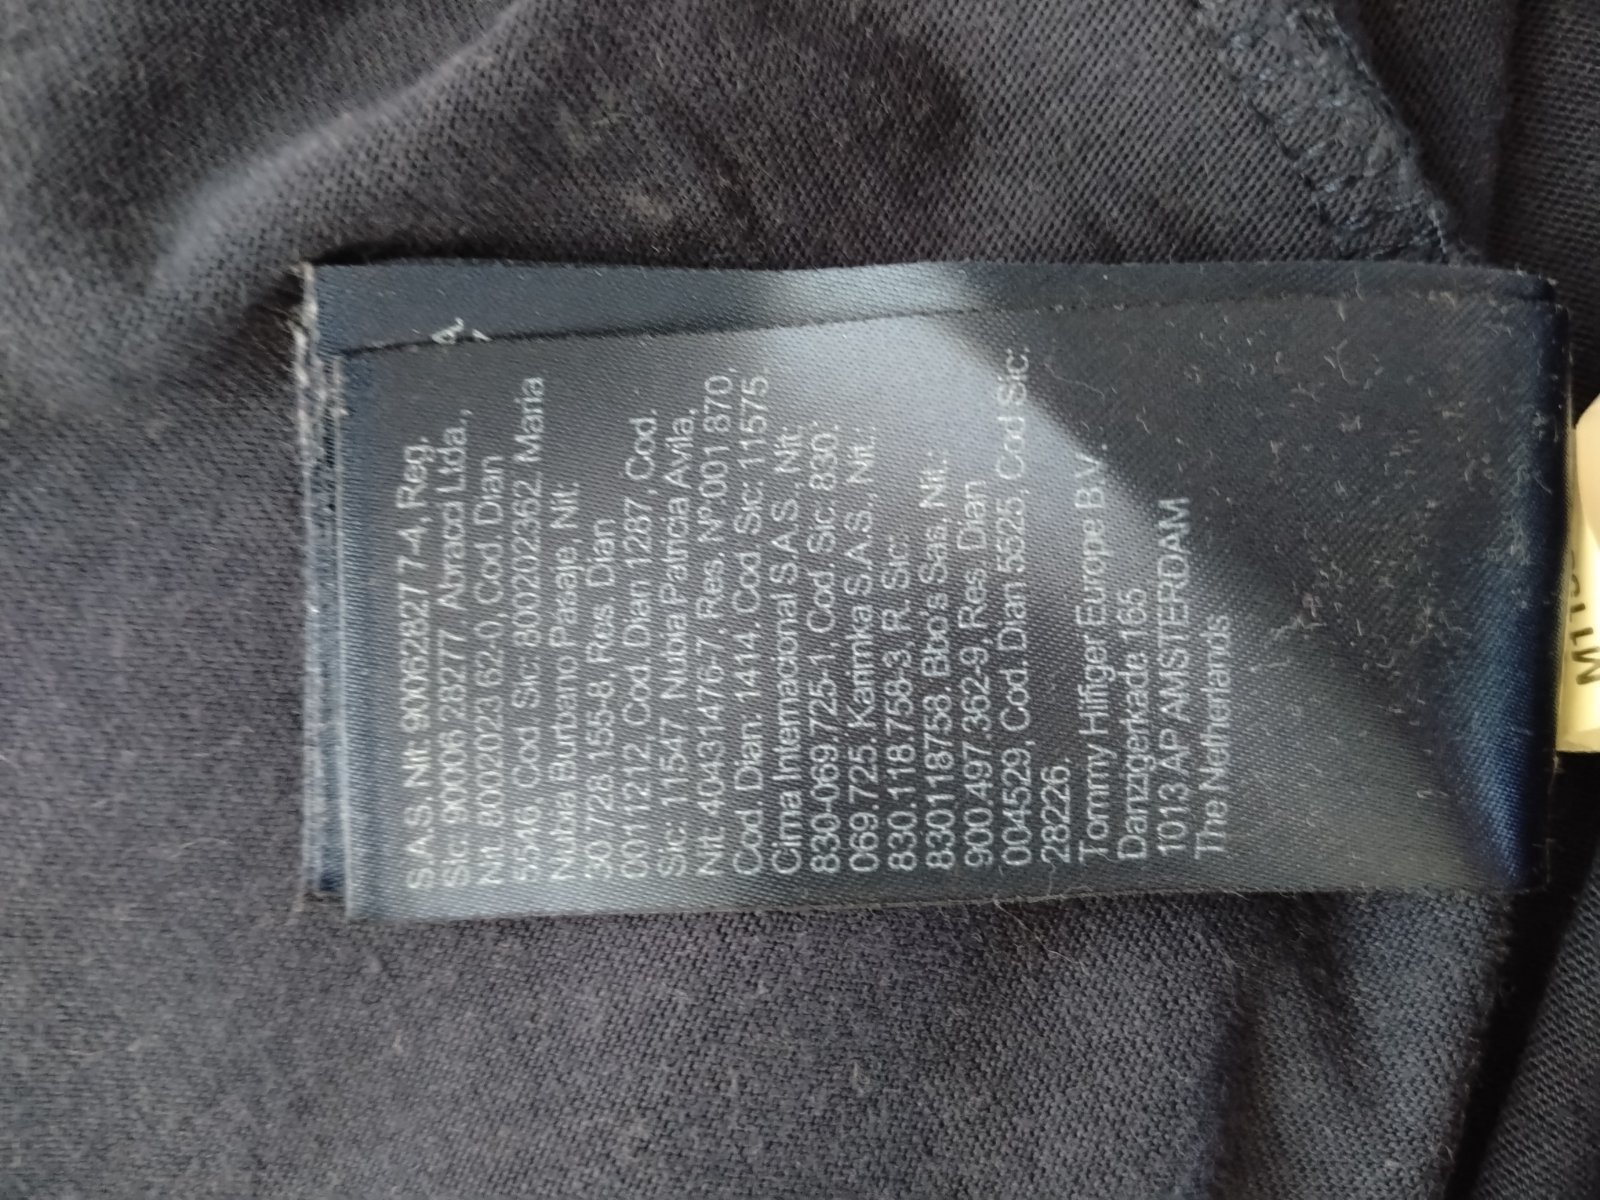 S.A.S. Nit: 900628277-4, Reg.
Sic: 90006 28277 Abracol Ltda.,
Nit. 8002023 62-0, Cod. Dian
5546, Cod. Sic: 800202362. Maria
Nubia Burbano Pasaje, Nit.
30.728.155-8, Res. Dian
0011212, Cod. Dian 1287, Cod.
Sic: 11547. Nubia Patricia Avila,
Nit. 40431476-7, Res. Nº 001870,
Cod. Dian. 1414, Cod. Sic: 11575.
Cima Internacional S.A.S., Nit:
830-069.725-1, Cod. Sic: 830.
069.725. Karimka S.A.S., Nit.:
830.118.758-3, R. Sic:
830118758. Bbo's Sas, Nit.:
900.497.362-9, Res. Dian
004529, Cod. Dian 5525, Cod Sic:
28226.
Tommy Hilfiger Europe B.V.
Danzigerkade 165
1013 AP AMSTERDAM
The Netherlands